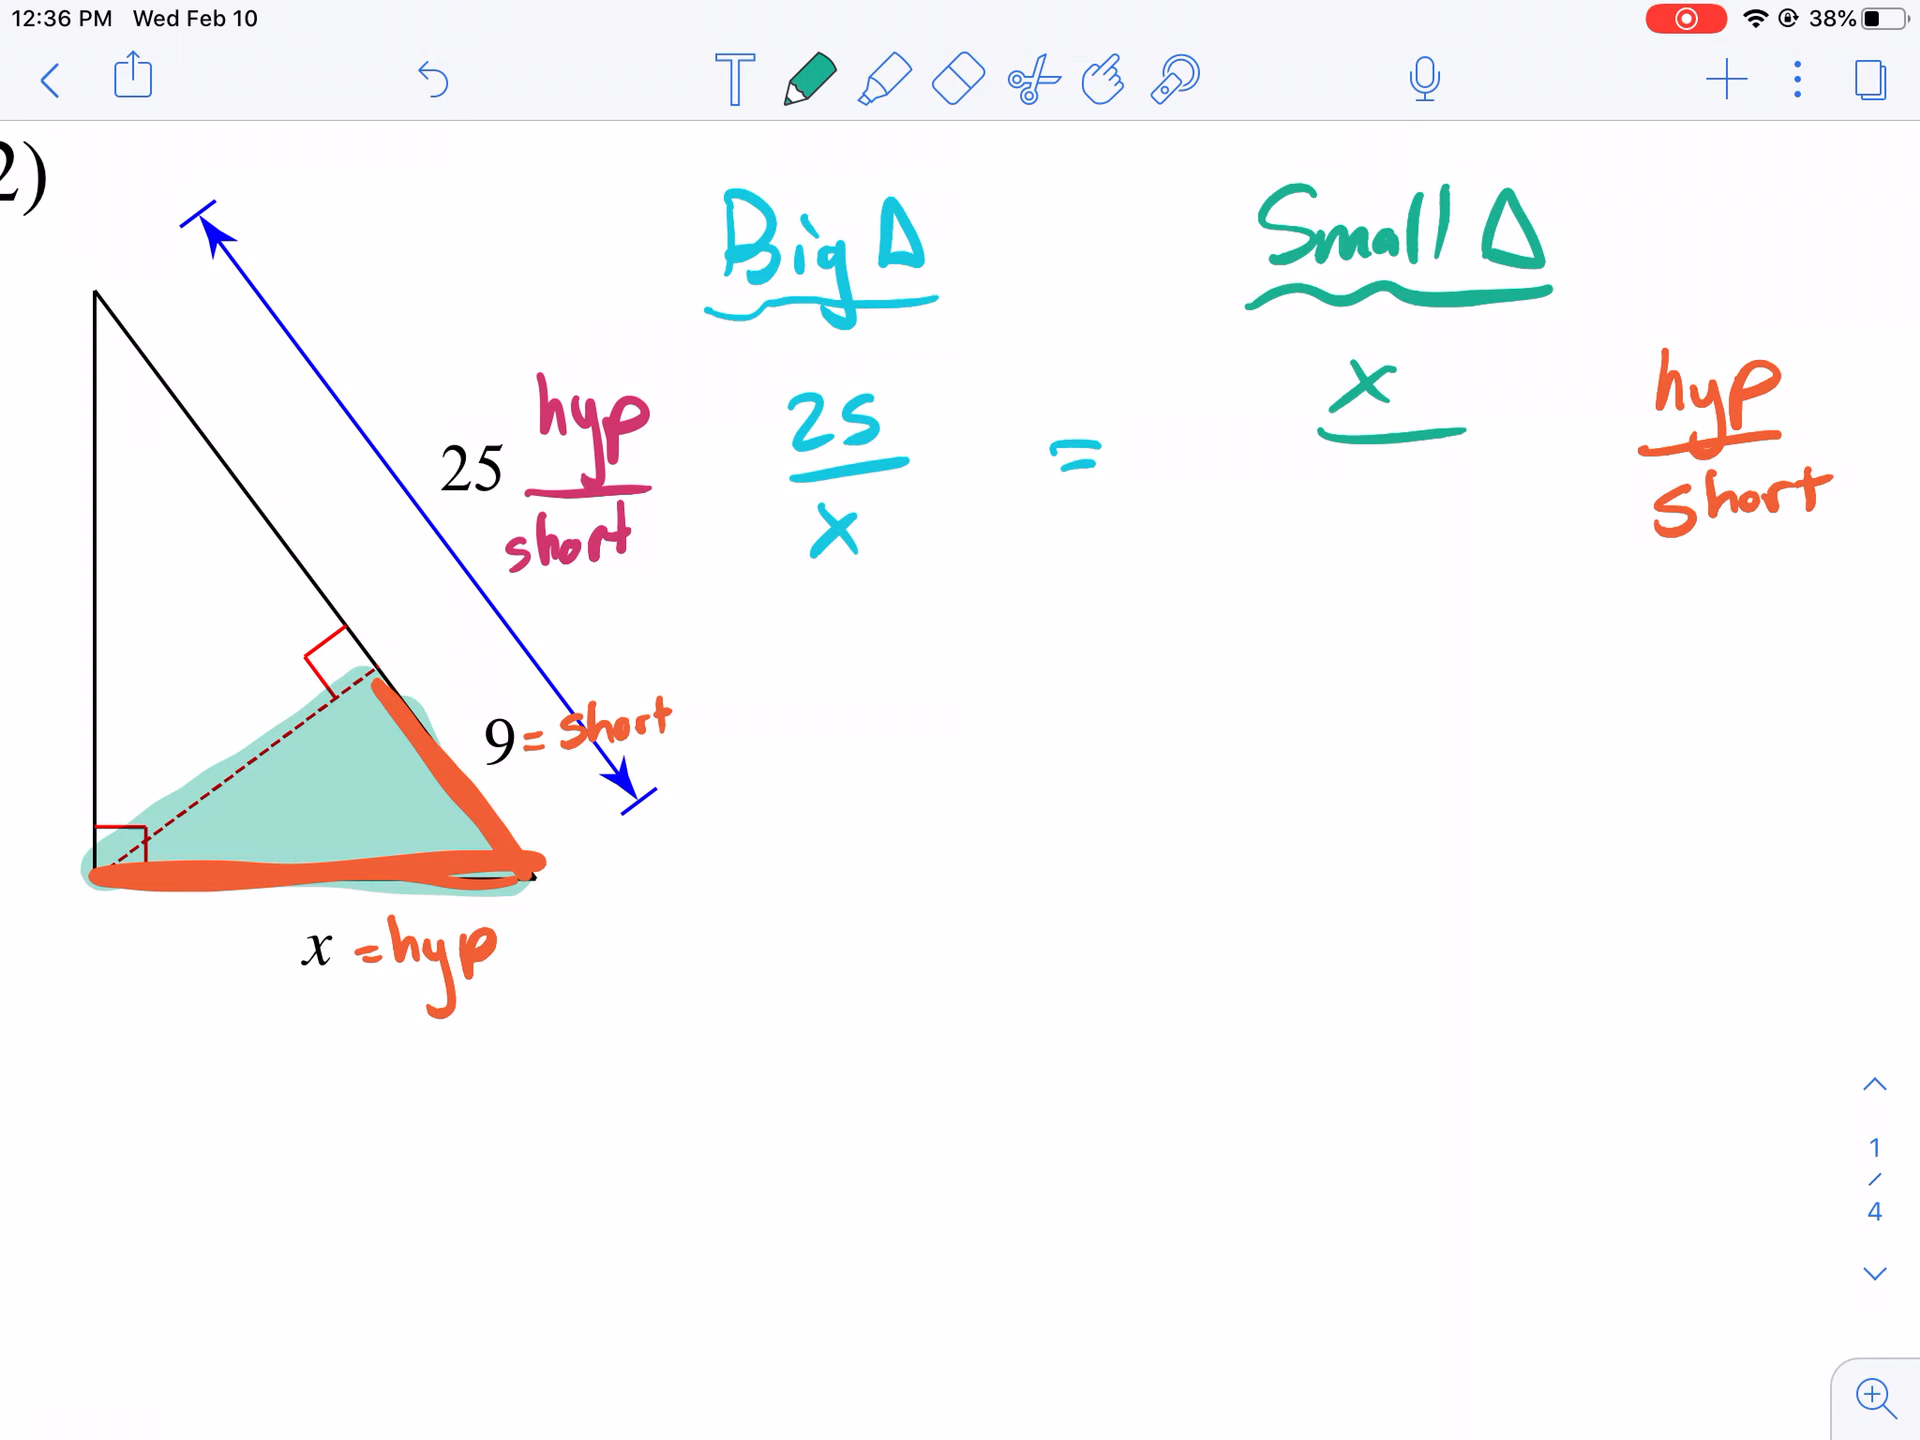 12:36 PM Wed Feb 10
38%
T
2)
Big Δ
Small Δ
25
hyp
short
25
x
=
x
hyp
short
9 = short
x = hyp
1
/
4